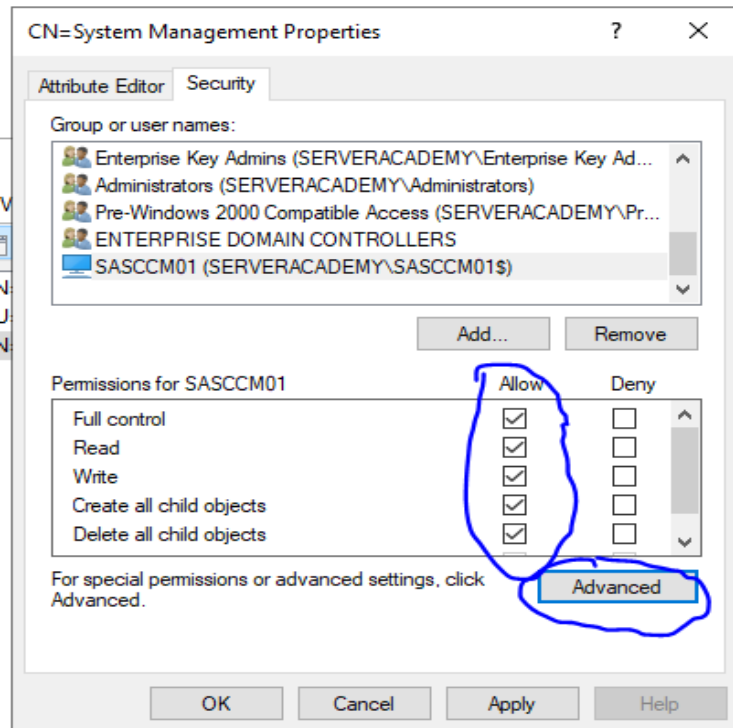 CN=System Management Properties
? ×
Attribute Editor
Security
Group or user names:
Enterprise Key Admins (SERVERACADEMY\Enterprise Key Ad...
Administrators (SERVERACADEMY\Administrators)
Pre-Windows 2000 Compatible Access (SERVERACADEMY\Pr...
ENTERPRISE DOMAIN CONTROLLERS
SASCCM01 (SERVERACADEMY\SASCCM01$)
Add... Remove
Permissions for SASCCM01 Allow Deny
Full control
Read
Write
Create all child objects
Delete all child objects
For special permissions or advanced settings, click
Advanced.
Advanced
OK Cancel Apply Help